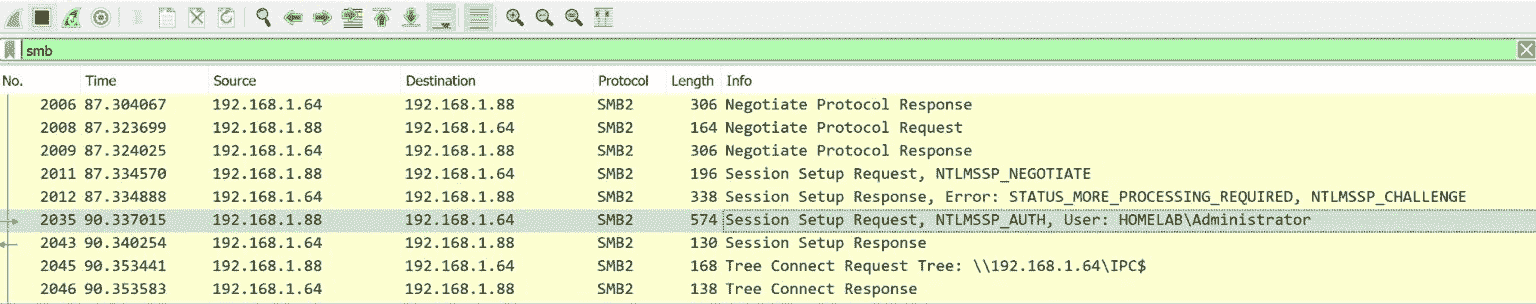 smb
No. Time Source Destination Protocol Length Info
2006 87.304067 192.168.1.64 192.168.1.88 SMB2 306 Negotiate Protocol Response
2008 87.323699 192.168.1.88 192.168.1.64 SMB2 164 Negotiate Protocol Request
2009 87.324025 192.168.1.64 192.168.1.88 SMB2 306 Negotiate Protocol Response
2011 87.334570 192.168.1.88 192.168.1.64 SMB2 196 Session Setup Request, NTLMSSP_NEGOTIATE
2012 87.334888 192.168.1.64 192.168.1.88 SMB2 338 Session Setup Response, Error: STATUS_MORE_PROCESSING_REQUIRED, NTLMSSP_CHALLENGE
2035 90.337015 192.168.1.88 192.168.1.64 SMB2 574 Session Setup Request, NTLMSSP_AUTH, User: HOMELAB\Administrator
2043 90.340254 192.168.1.64 192.168.1.88 SMB2 130 Session Setup Response
2045 90.353441 192.168.1.88 192.168.1.64 SMB2 168 Tree Connect Request Tree: \\192.168.1.64\IPC$
2046 90.353583 192.168.1.64 192.168.1.88 SMB2 138 Tree Connect Response